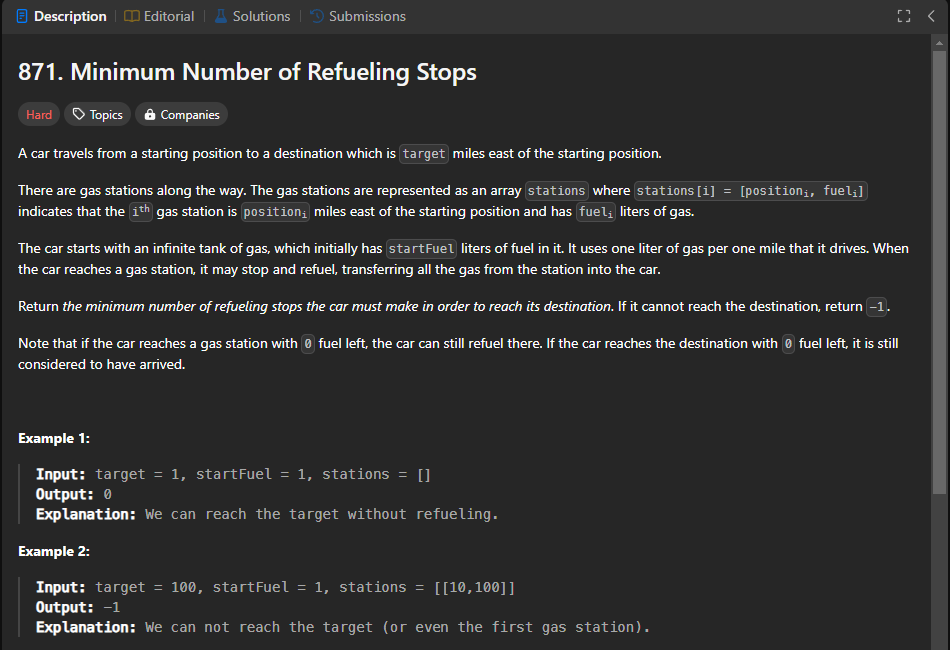 Description | Editorial | Solutions | Submissions
871. Minimum Number of Refueling Stops
Hard Topics Companies
A car travels from a starting position to a destination which is target miles east of the starting position.
There are gas stations along the way. The gas stations are represented as an array stations where stations[i] = [positionᵢ, fuelᵢ]
indicates that the iᵗʰ gas station is positionᵢ miles east of the starting position and has fuelᵢ liters of gas.
The car starts with an infinite tank of gas, which initially has startFuel liters of fuel in it. It uses one liter of gas per one mile that it drives. When
the car reaches a gas station, it may stop and refuel, transferring all the gas from the station into the car.
Return the minimum number of refueling stops the car must make in order to reach its destination. If it cannot reach the destination, return -1.
Note that if the car reaches a gas station with 0 fuel left, the car can still refuel there. If the car reaches the destination with 0 fuel left, it is still
considered to have arrived.
Example 1:
Input: target = 1, startFuel = 1, stations = []
Output: 0
Explanation: We can reach the target without refueling.
Example 2:
Input: target = 100, startFuel = 1, stations = [[10,100]]
Output: -1
Explanation: We can not reach the target (or even the first gas station).